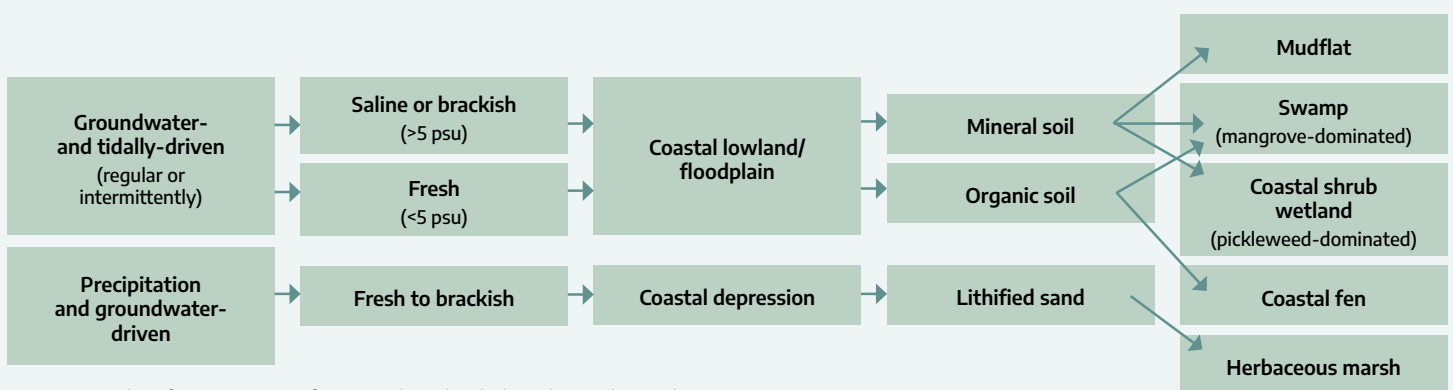 Groundwater-
and tidally-driven
(regular or
intermittently)
Saline or brackish
(>5 psu)
Fresh
(<5 psu)
Coastal lowland/
floodplain
Mineral soil
Organic soil
Mudflat
Swamp
(mangrove-dominated)
Coastal shrub
wetland
(pickleweed-dominated)
Coastal fen
Precipitation
and groundwater-
driven
Fresh to brackish
Coastal depression
Lithified sand
Herbaceous marsh